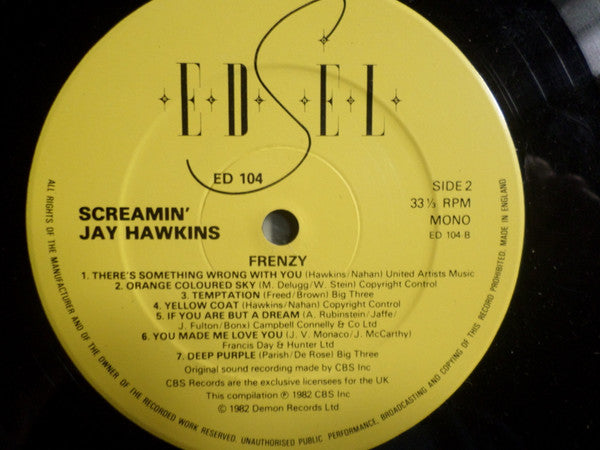 EDSEL
ED 104
SIDE 2
33⅓ RPM
MONO
ED 104-B
SCREAMIN'
JAY HAWKINS
FRENZY
1. THERE'S SOMETHING WRONG WITH YOU (Hawkins/Nahan) United Artists Music
2. ORANGE COLOURED SKY (M. Delugg/W. Stein) Copyright Control
3. TEMPTATION (Freed/Brown) Big Three
4. YELLOW COAT (Hawkins/Nahan) Copyright Control
5. IF YOU ARE BUT A DREAM (A. Rubinstein/Jaffe/
J. Fulton/Bonx) Campbell Connelly & Co Ltd
6. YOU MADE ME LOVE YOU (J. V. Monaco/J. McCarthy)
Francis Day & Hunter Ltd
7. DEEP PURPLE (Parish/De Rose) Big Three
Original sound recording made by CBS Inc
CBS Records are the exclusive licensees for the UK
This compilation ℗ 1982 CBS Inc
© 1982 Demon Records Ltd
ALL RIGHTS OF THE MANUFACTURER AND OF THE OWNER OF THE RECORDED WORK RESERVED. UNAUTHORISED PUBLIC PERFORMANCE, BROADCASTING AND COPYING OF THIS RECORD PROHIBITED. MADE IN ENGLAND.